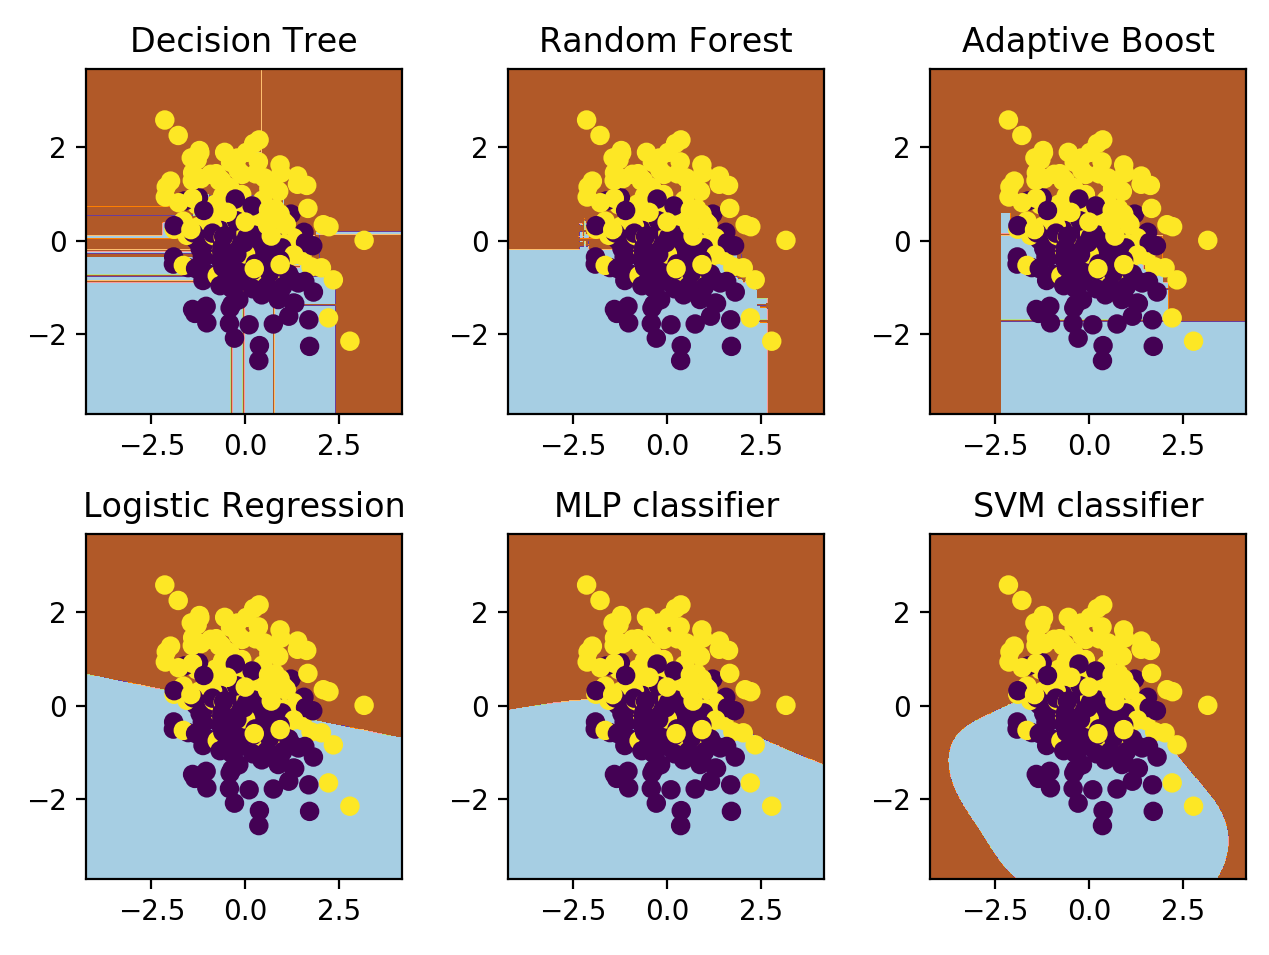 Decision Tree
Random Forest
Adaptive Boost
2
0
−2
−2.5 0.0 2.5
2
0
−2
−2.5 0.0 2.5
2
0
−2
−2.5 0.0 2.5
Logistic Regression
MLP classifier
SVM classifier
2
0
−2
−2.5 0.0 2.5
2
0
−2
−2.5 0.0 2.5
2
0
−2
−2.5 0.0 2.5